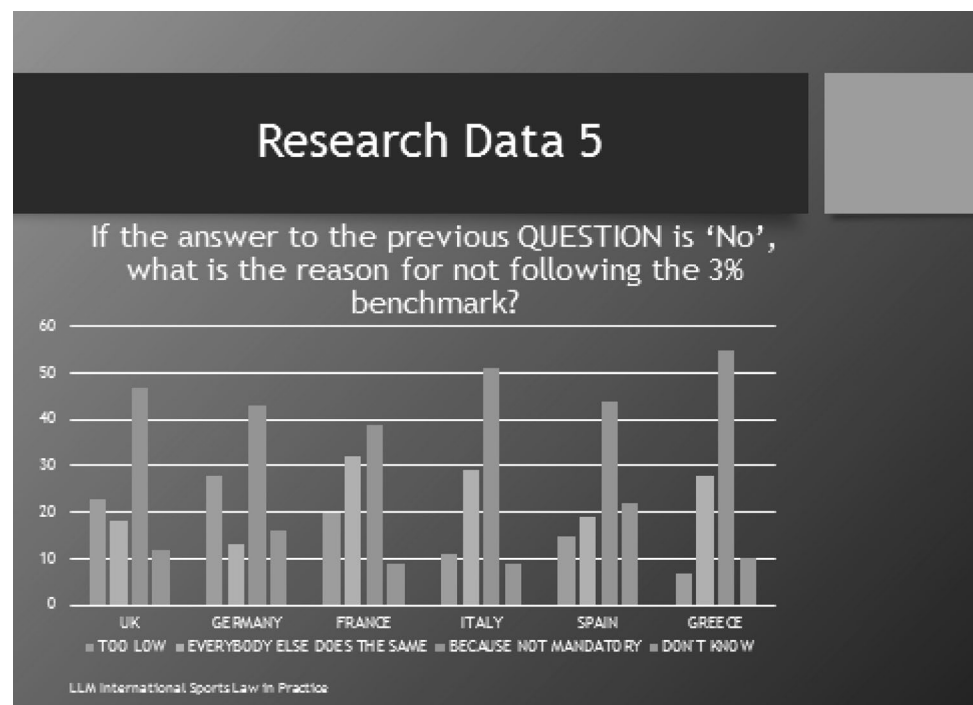 Research Data 5
If the answer to the previous QUESTION is ‘No’,
what is the reason for not following the 3%
benchmark?
60
50
40
30
20
10
0
UK GERMANY FRANCE ITALY SPAIN GREECE
TOO LOW EVERYBODY ELSE DOES THE SAME BECAUSE NOT MANDATORY DON'T KNOW
LLM International Sports Law in Practice